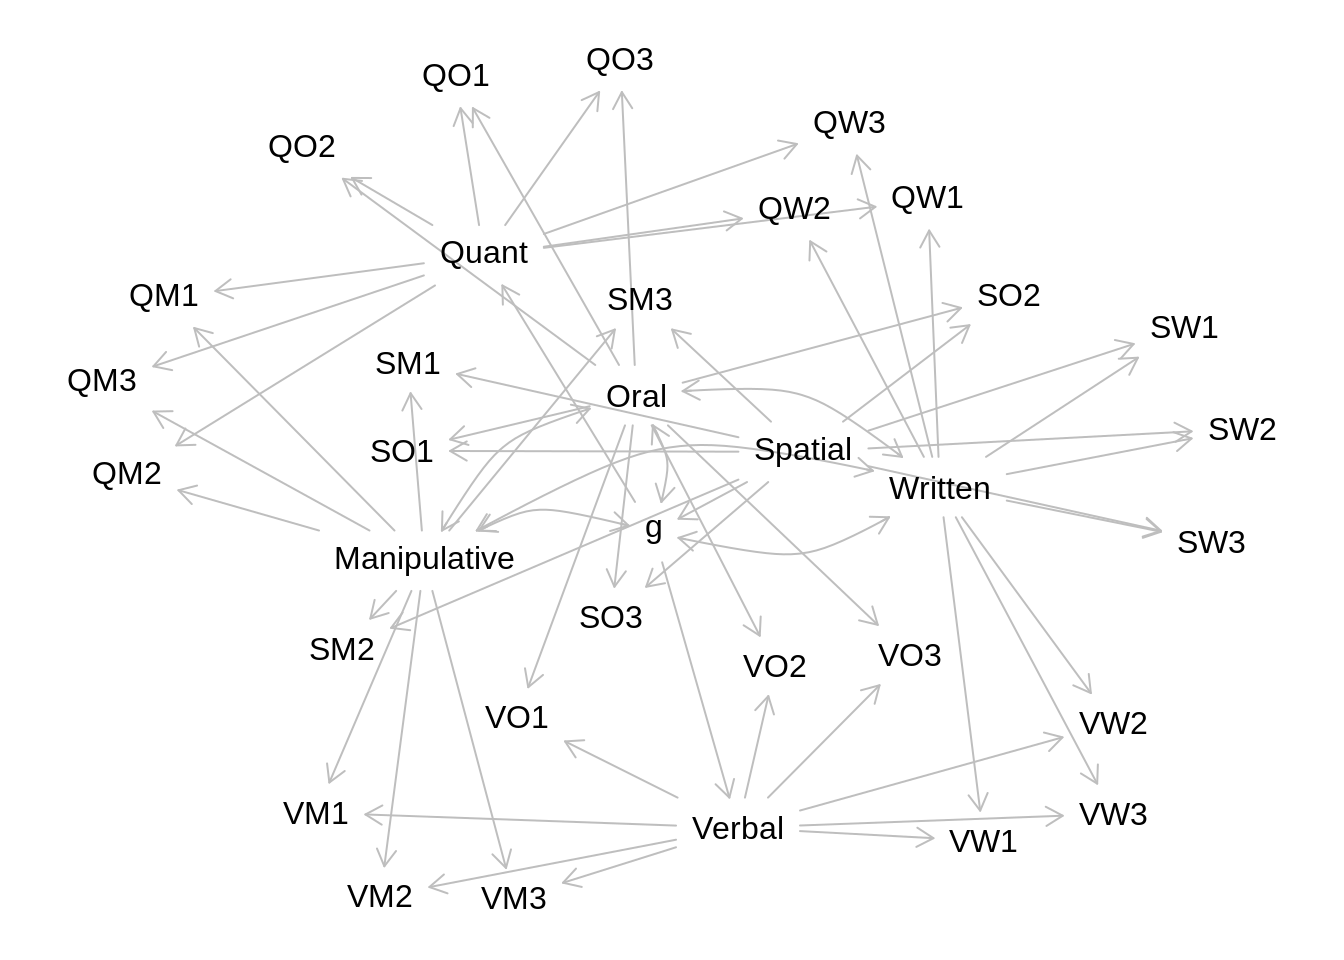 QO3
QO1
QW3
QO2
QW1
QW2
Quant
QM1
SM3
SO2
SW1
SM1
QM3
Oral
SW2
SO1
Spatial
QM2
Written
g
SW3
Manipulative
SO3
SM2
VO3
VO2
VO1
VW2
VM1
VW3
Verbal
VW1
VM2
VM3